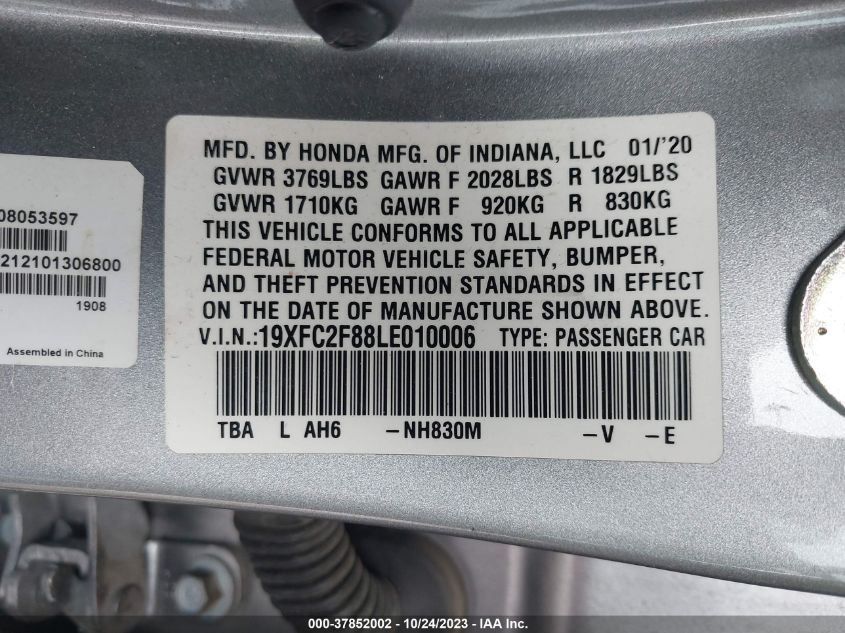 MFD. BY HONDA MFG. OF INDIANA, LLC 01/'20
GVWR 3769LBS GAWR F 2028LBS R 1829LBS
GVWR 1710KG GAWR F 920KG R 830KG
THIS VEHICLE CONFORMS TO ALL APPLICABLE
FEDERAL MOTOR VEHICLE SAFETY, BUMPER,
AND THEFT PREVENTION STANDARDS IN EFFECT
ON THE DATE OF MANUFACTURE SHOWN ABOVE.
V.I.N.:19XFC2F88LE010006 TYPE: PASSENGER CAR
TBA L AH6 -NH830M -V -E
08053597
212101306800
1908
Assembled in China
000-37852002 - 10/24/2023 - IAA Inc.